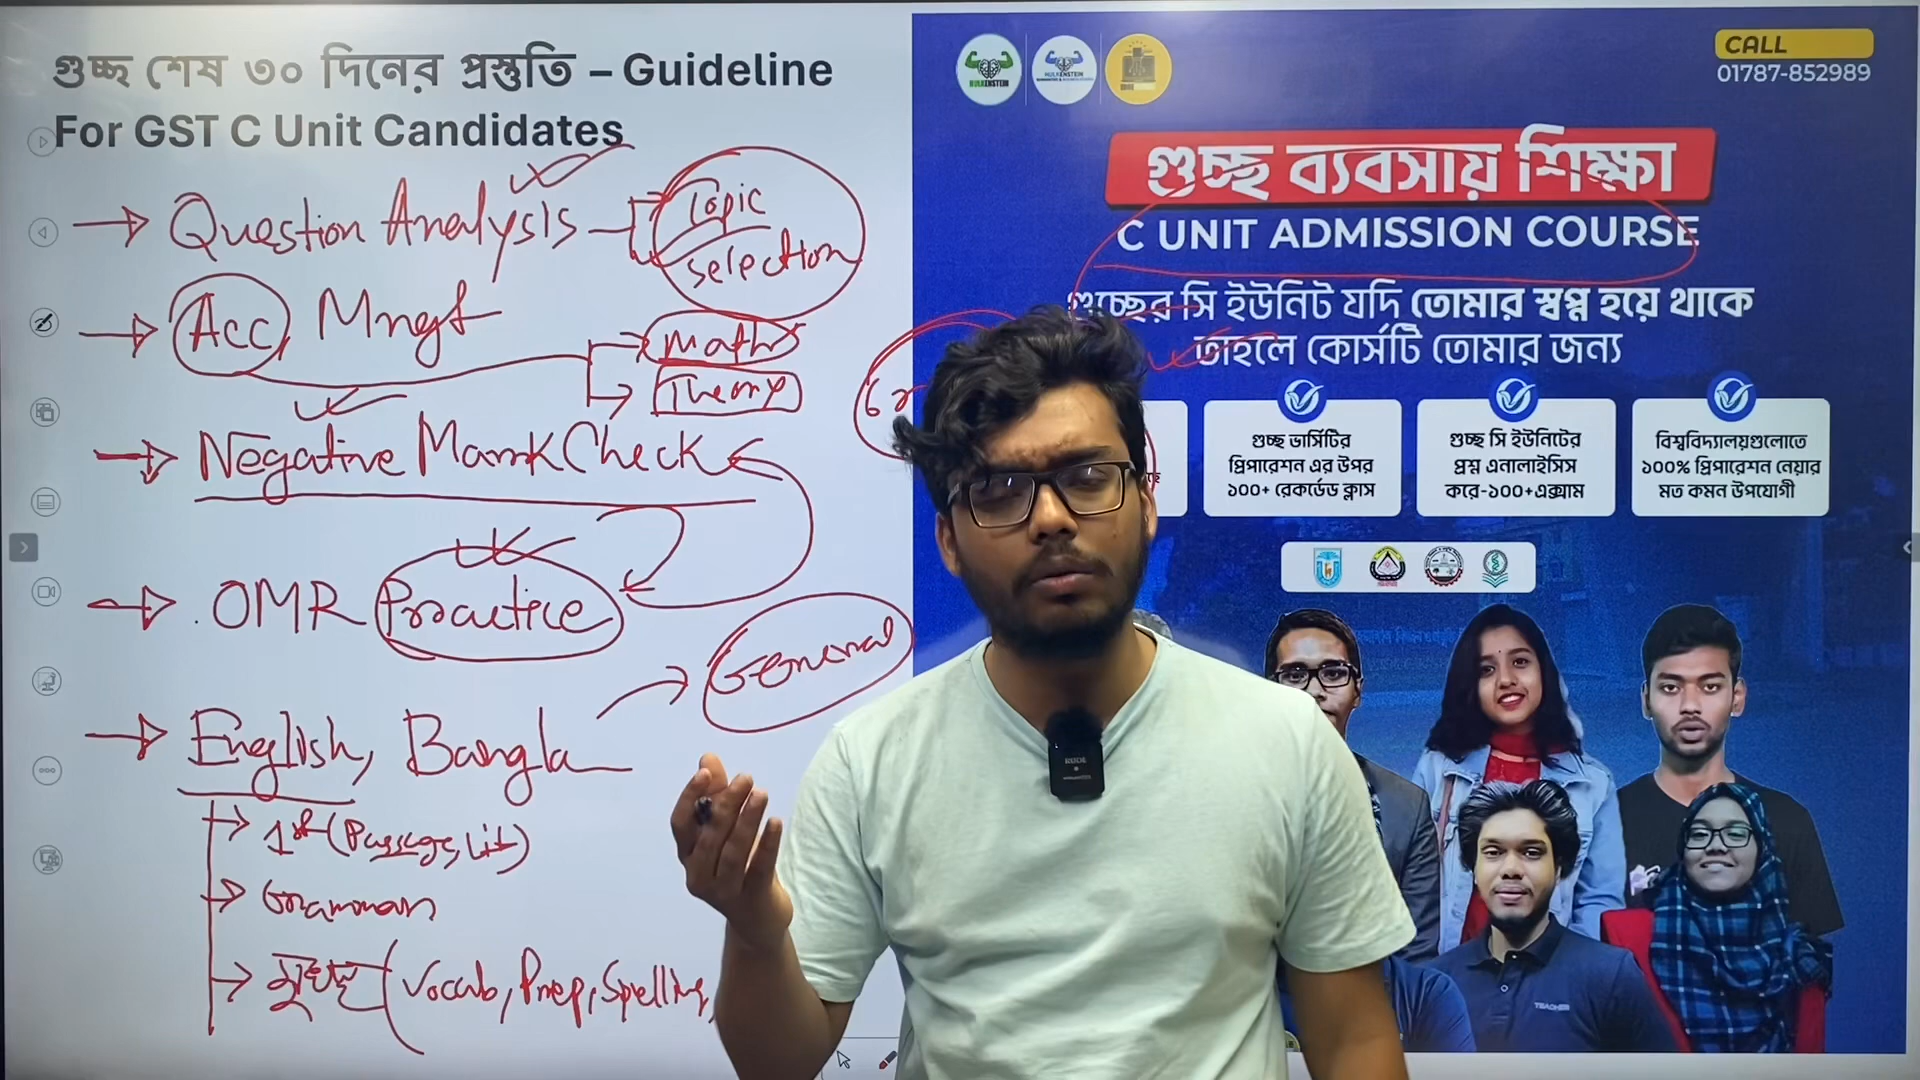 গুচ্ছ শেষ ৩০ দিনের প্রস্তুতি – Guideline
For GST C Unit Candidates
Question Analysis
Topic
selection
Acc, Mngt
Maths
Theory
Negative Mark Check
OMR Practice
General
English, Bangla
1st (Passage, Lit)
Grammar
মুখস্থ (Vocab, Prep, Spelling,
CALL
01787-852989
গুচ্ছ ব্যবসায় শিক্ষা
C UNIT ADMISSION COURSE
গুচ্ছের সি ইউনিট যদি তোমার স্বপ্ন হয়ে থাকে
তাহলে কোর্সটি তোমার জন্য
গুচ্ছ ভার্সিটির
প্রিপারেশন এর উপর
১০০+ রেকর্ডেড ক্লাস
গুচ্ছ সি ইউনিটের
প্রশ্ন এনালাইসিস
করে-১০০+এক্সাম
বিশ্ববিদ্যালয়গুলোতে
১০০% প্রিপারেশন নেয়ার
মত কমন উপযোগী
RODE
TEACHER